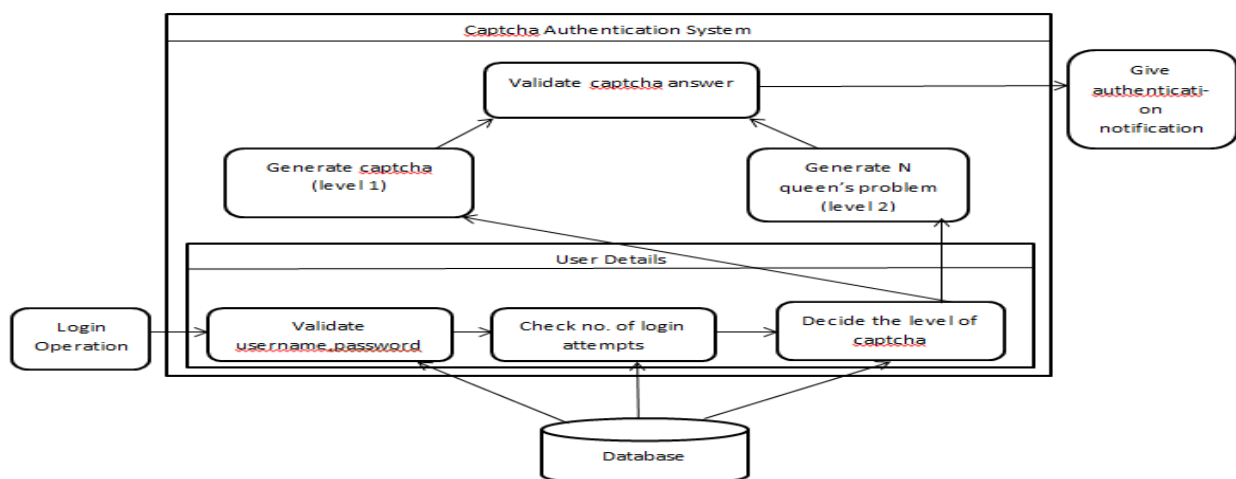 Captcha Authentication System
Validate captcha answer
Give
authenticati-
on
notification
Generate captcha
(level 1)
Generate N
queen's problem
(level 2)
User Details
Login
Operation
Validate
username,password
Check no. of login
attempts
Decide the level of
captcha
Database